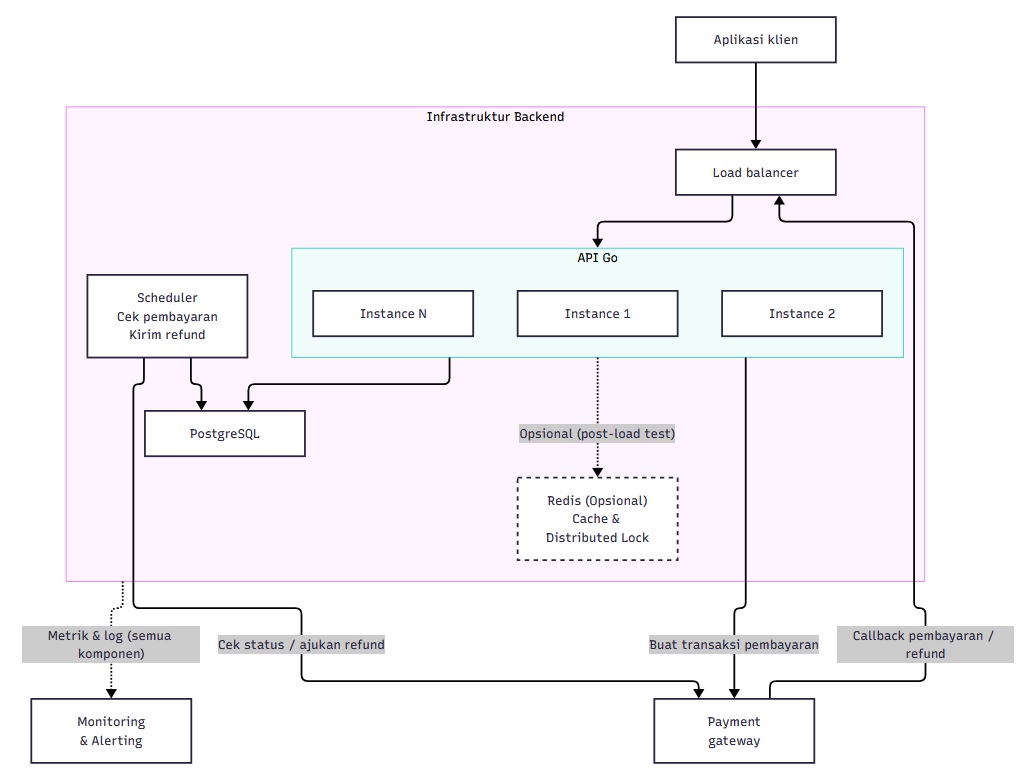 Aplikasi klien
Infrastruktur Backend
Load balancer
API Go
Scheduler
Cek pembayaran
Kirim refund
Instance N
Instance 1
Instance 2
PostgreSQL
Opsional (post-load test)
Redis (Opsional)
Cache &
Distributed Lock
Metrik & log (semua
komponen)
Cek status / ajukan refund
Buat transaksi pembayaran
Callback pembayaran /
refund
Monitoring
& Alerting
Payment
gateway